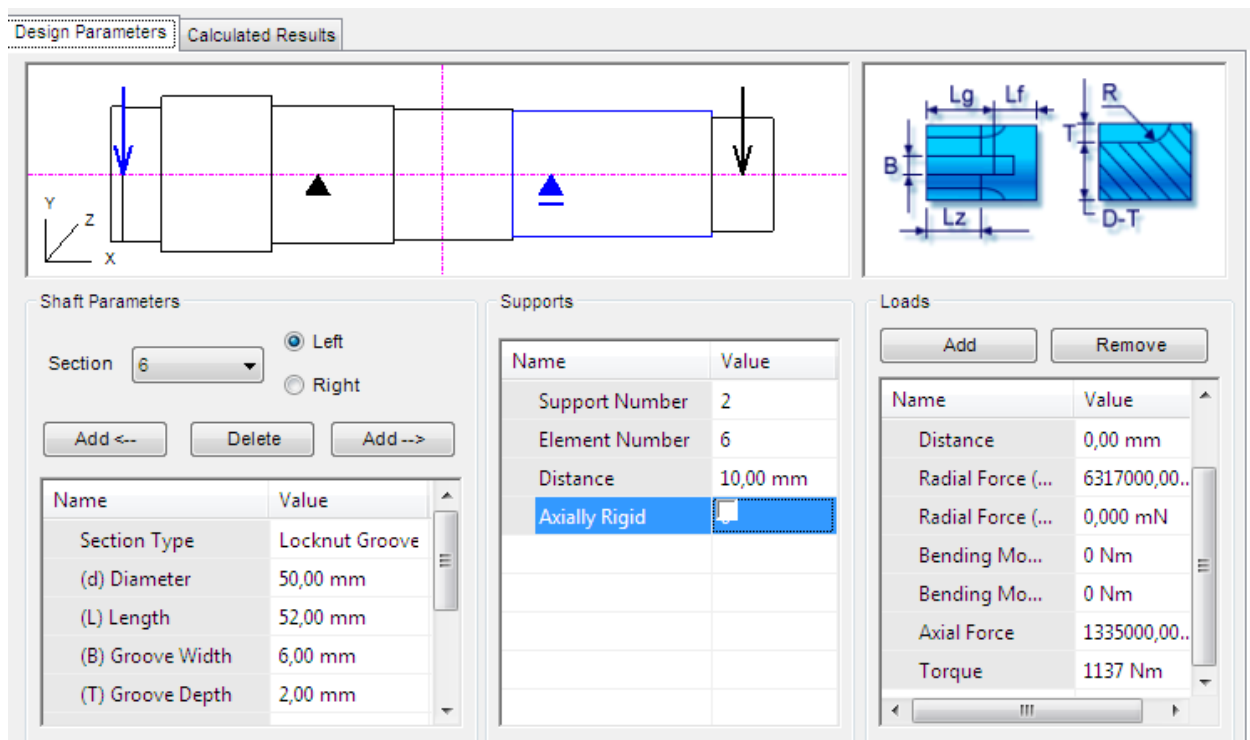 Design Parameters Calculated Results
Y
Z
X
Lg Lf R
T
B
Lz D-T
Shaft Parameters
Section 6 Left
Right
Add <-- Delete Add -->
Name Value
Section Type Locknut Groove
(d) Diameter 50,00 mm
(L) Length 52,00 mm
(B) Groove Width 6,00 mm
(T) Groove Depth 2,00 mm
Supports
Name Value
Support Number 2
Element Number 6
Distance 10,00 mm
Axially Rigid
Loads
Add Remove
Name Value
Distance 0,00 mm
Radial Force (... 6317000,00..
Radial Force (... 0,000 mN
Bending Mo... 0 Nm
Bending Mo... 0 Nm
Axial Force 1335000,00..
Torque 1137 Nm